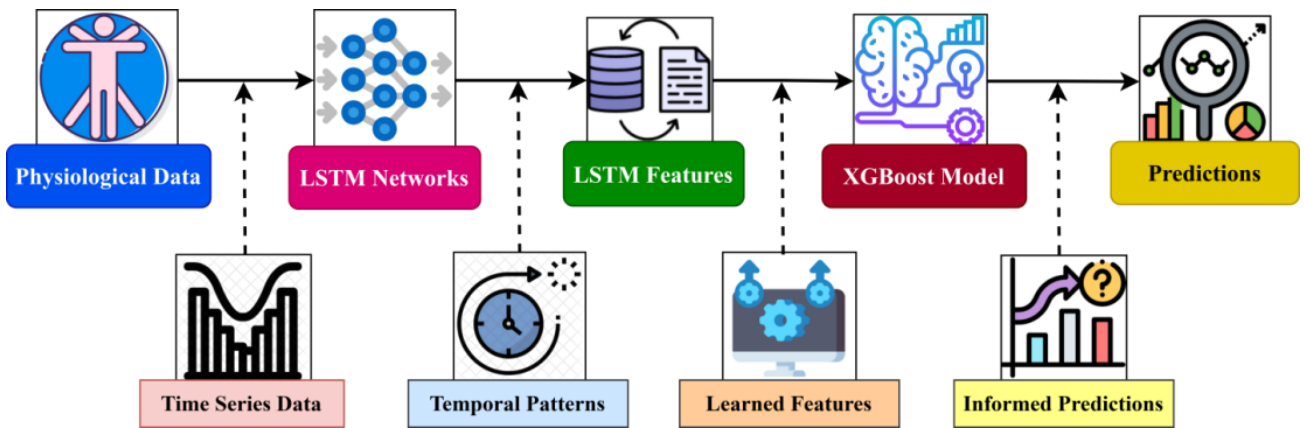 Physiological Data
LSTM Networks
LSTM Features
XGBoost Model
Predictions
Time Series Data
Temporal Patterns
Learned Features
Informed Predictions
?